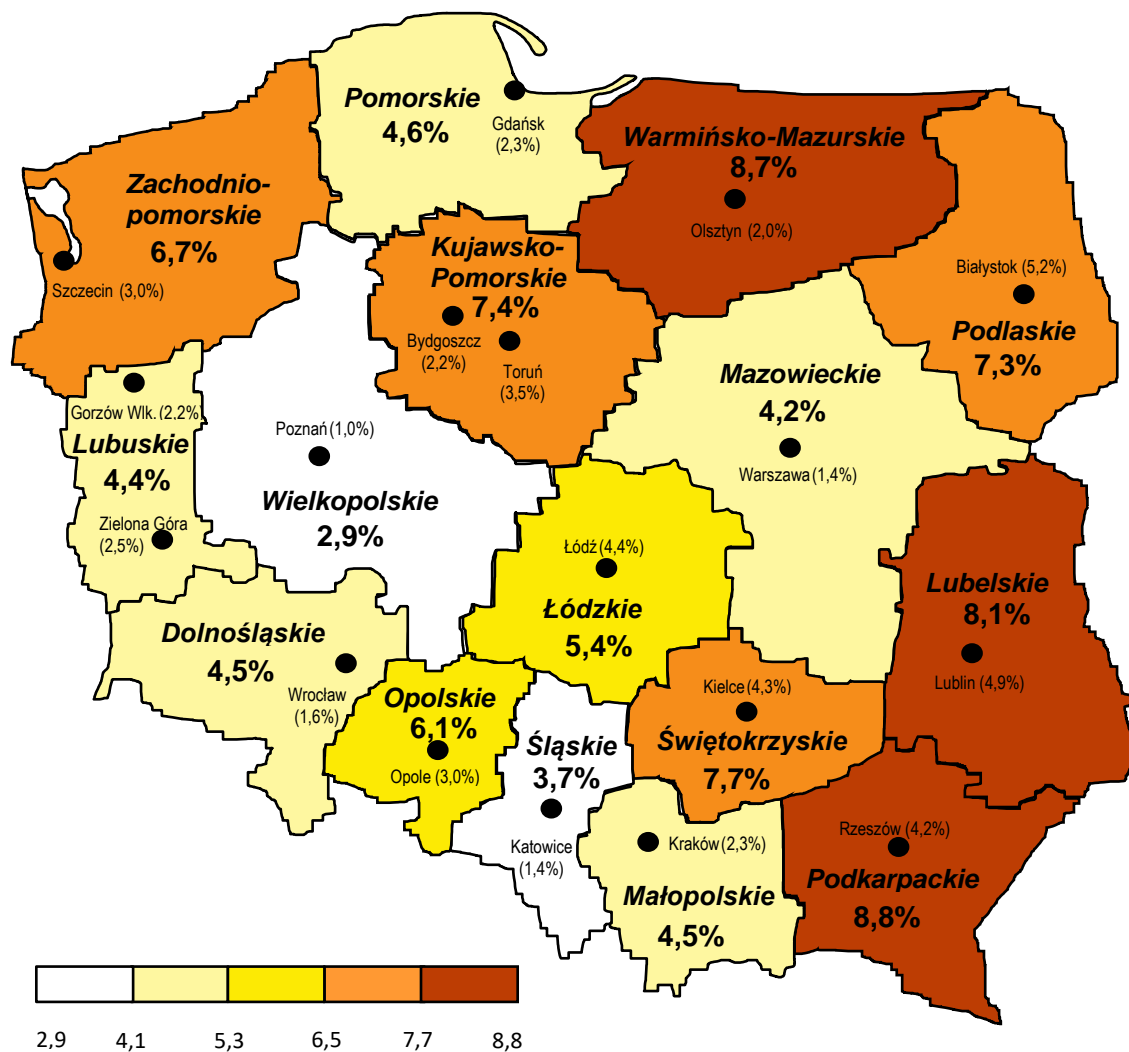 Pomorskie
4,6%
Gdańsk
(2,3%)
Warmińsko-Mazurskie
8,7%
Olsztyn (2,0%)
Zachodnio-
pomorskie
6,7%
Szczecin (3,0%)
Kujawsko-
Pomorskie
7,4%
Bydgoszcz
(2,2%)
Toruń
(3,5%)
Białystok (5,2%)
Podlaskie
7,3%
Mazowieckie
4,2%
Warszawa (1,4%)
Gorzów Wlk. (2,2%
Lubuskie
4,4%
Zielona Góra
(2,5%)
Poznań (1,0%)
Wielkopolskie
2,9%
Łódź (4,4%)
Łódzkie
5,4%
Lubelskie
8,1%
Lublin (4,9%)
Dolnośląskie
4,5%
Wrocław
(1,6%)
Opolskie
6,1%
Opole (3,0%)
Śląskie
3,7%
Katowice
(1,4%)
Kielce (4,3%)
Świętokrzyskie
7,7%
Kraków (2,3%)
Małopolskie
4,5%
Rzeszów (4,2%)
Podkarpackie
8,8%
2,9 4,1 5,3 6,5 7,7 8,8